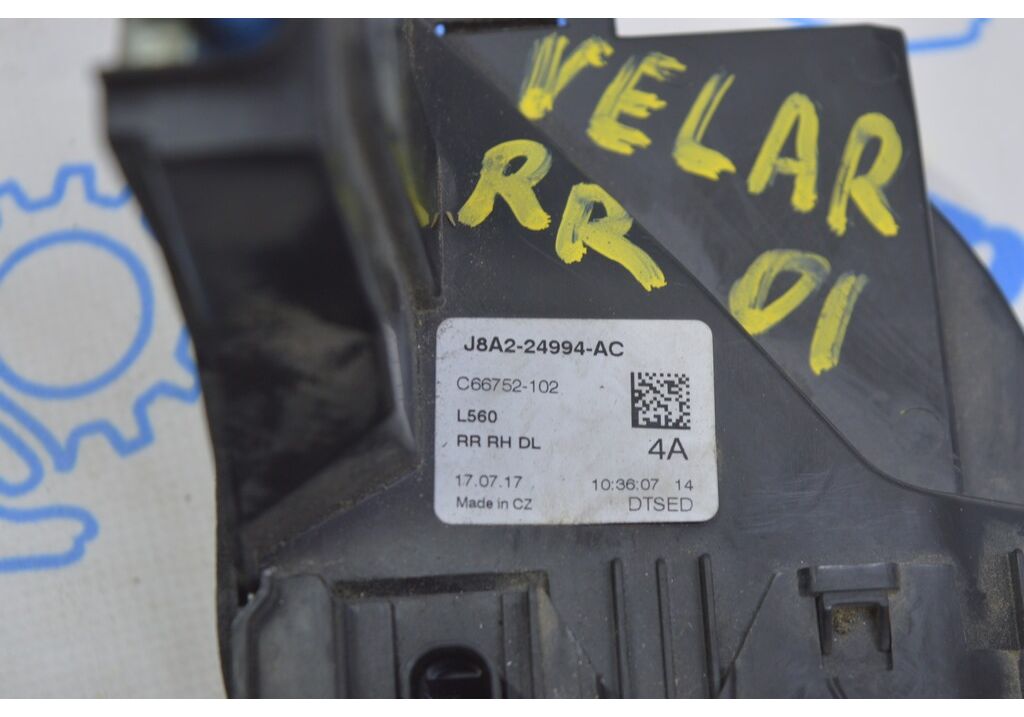 VELAR
RR
01
J8A2-24994-AC
C66752-102
L560
RR RH DL
4A
17.07.17 10:36:07 14
Made in CZ DTSED